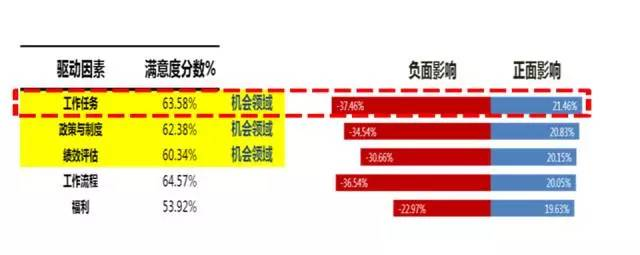 驱动因素 满意度分数% 负面影响 正面影响
工作任务 63.58% 机会领域 -37.46% 21.46%
政策与制度 62.38% 机会领域 -34.54% 20.83%
绩效评估 60.34% 机会领域 -30.66% 20.15%
工作流程 64.57% -36.54% 20.05%
福利 53.92% -22.97% 19.63%